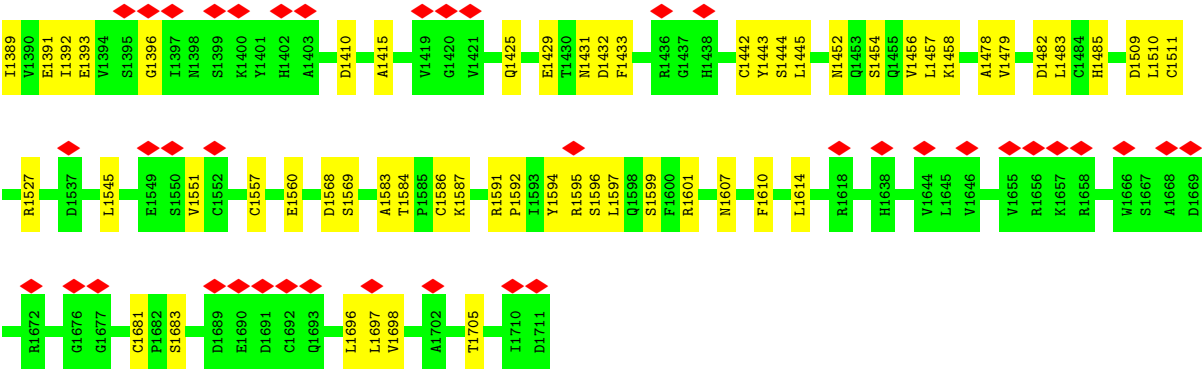 I1389 V1390 E1391 I1392 E1393 V1394 S1395 G1396 I1397 N1398 S1399 K1400 Y1401 H1402 A1403 D1410 A1415 V1419 G1420 V1421 Q1425 E1429 T1430 N1431 D1432 F1433 R1436 G1437 H1438 C1442 Y1443 S1444 L1445 N1452 Q1453 S1454 Q1455 V1456 L1457 K1458 A1478 V1479 D1482 L1483 C1484 H1485 D1509 L1510 C1511
R1527 D1537 L1545 E1549 S1550 V1551 C1552 C1557 E1560 D1568 S1569 A1583 T1584 P1585 C1586 K1587 R1591 P1592 I1593 Y1594 R1595 S1596 L1597 Q1598 S1599 F1600 R1601 N1607 F1610 L1614 R1618 H1638 V1644 L1645 V1646 V1655 R1656 K1657 R1658 W1666 S1667 A1668 D1669
R1672 G1676 G1677 C1681 P1682 S1683 D1689 E1690 D1691 C1692 Q1693 L1696 L1697 V1698 A1702 T1705 I1710 D1711